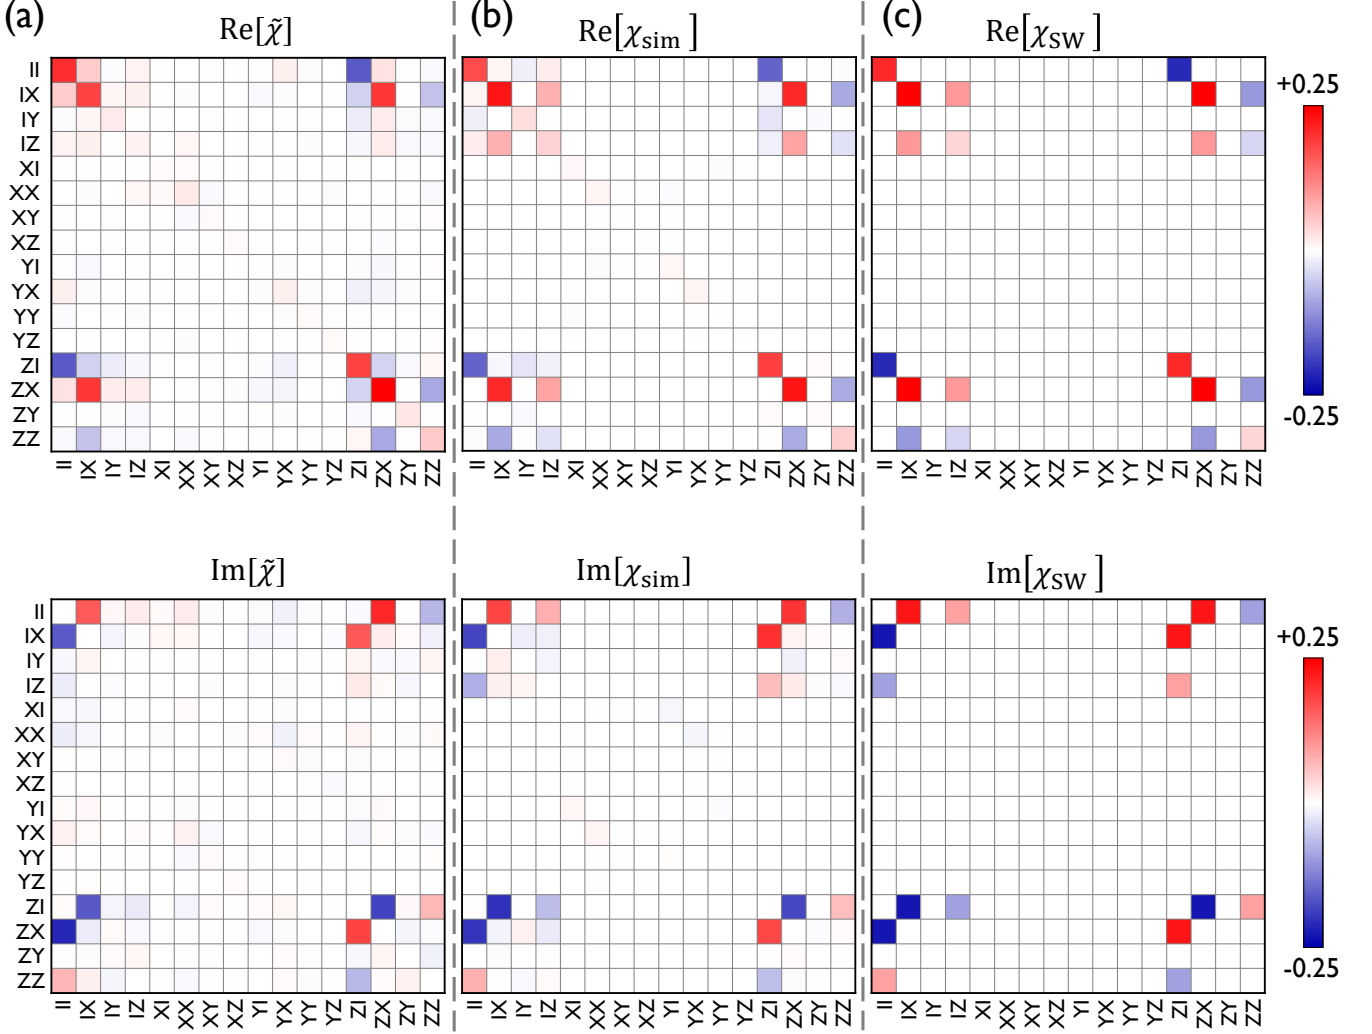 (a) (b) (c)
Re[χ̃] Re[χsim ] Re[χSW ]
II
IX
IY
IZ
XI
XX
XY
XZ
YI
YX
YY
YZ
ZI
ZX
ZY
ZZ
+0.25
-0.25
II IX IY IZ XI XX XY XZ YI YX YY YZ ZI ZX ZY ZZ
II IX IY IZ XI XX XY XZ YI YX YY YZ ZI ZX ZY ZZ
II IX IY IZ XI XX XY XZ YI YX YY YZ ZI ZX ZY ZZ
Im[χ̃] Im[χsim] Im[χSW ]
II
IX
IY
IZ
XI
XX
XY
XZ
YI
YX
YY
YZ
ZI
ZX
ZY
ZZ
+0.25
-0.25
II IX IY IZ XI XX XY XZ YI YX YY YZ ZI ZX ZY ZZ
II IX IY IZ XI XX XY XZ YI YX YY YZ ZI ZX ZY ZZ
II IX IY IZ XI XX XY XZ YI YX YY YZ ZI ZX ZY ZZ